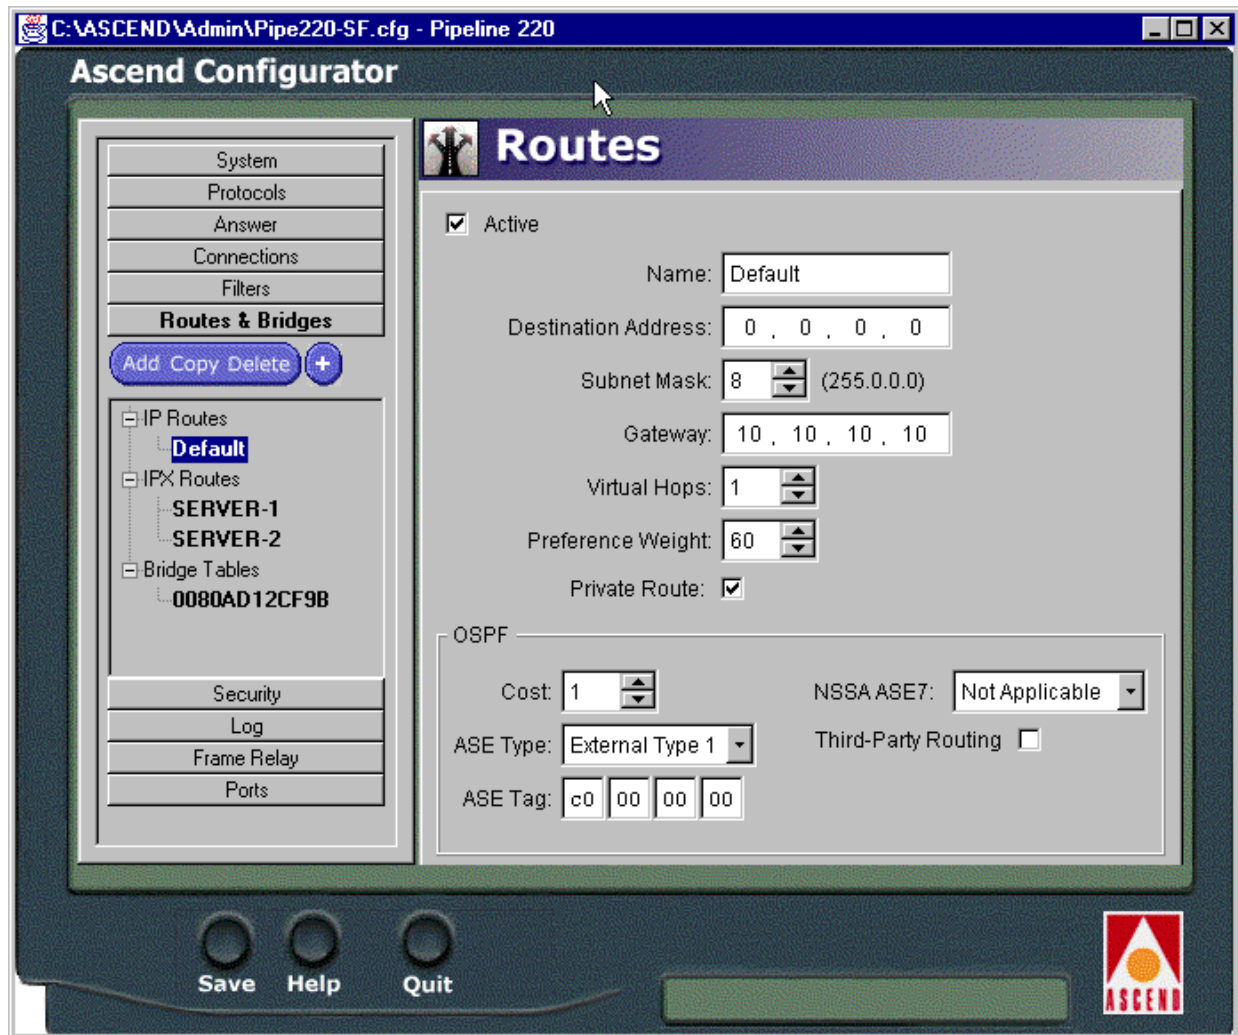 C:\ASCEND\Admin\Pipe220-SF.cfg - Pipeline 220
Ascend Configurator
System
Protocols
Answer
Connections
Filters
Routes & Bridges
Add Copy Delete +
IP Routes
Default
IPX Routes
SERVER-1
SERVER-2
Bridge Tables
0080AD12CF9B
Security
Log
Frame Relay
Ports
Routes
Active
Name: Default
Destination Address: 0 . 0 . 0 . 0
Subnet Mask: 8 (255.0.0.0)
Gateway: 10 . 10 . 10 . 10
Virtual Hops: 1
Preference Weight: 60
Private Route:
OSPF
Cost: 1
NSSA ASE7: Not Applicable
ASE Type: External Type 1
Third-Party Routing
ASE Tag: c0 00 00 00
Save Help Quit
ASCEND